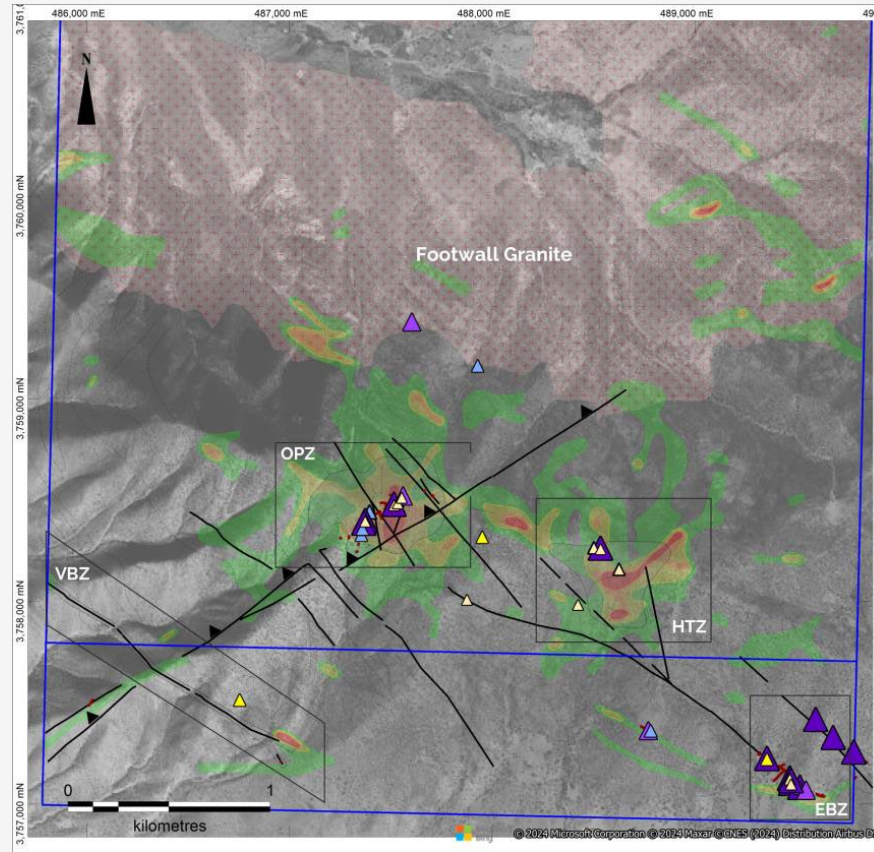 486,000 mE 487,000 mE 488,000 mE 489,000 mE 49
3,761,0
N
3,760,000 mN
Footwall Granite
3,759,000 mN
OPZ
VBZ
3,758,000 mN
HTZ
0 1
kilometres
EBZ
3,757,000 mN
Bing © 2024 Microsoft Corporation © 2024 Maxar ©CNES (2024) Distribution Airbus D